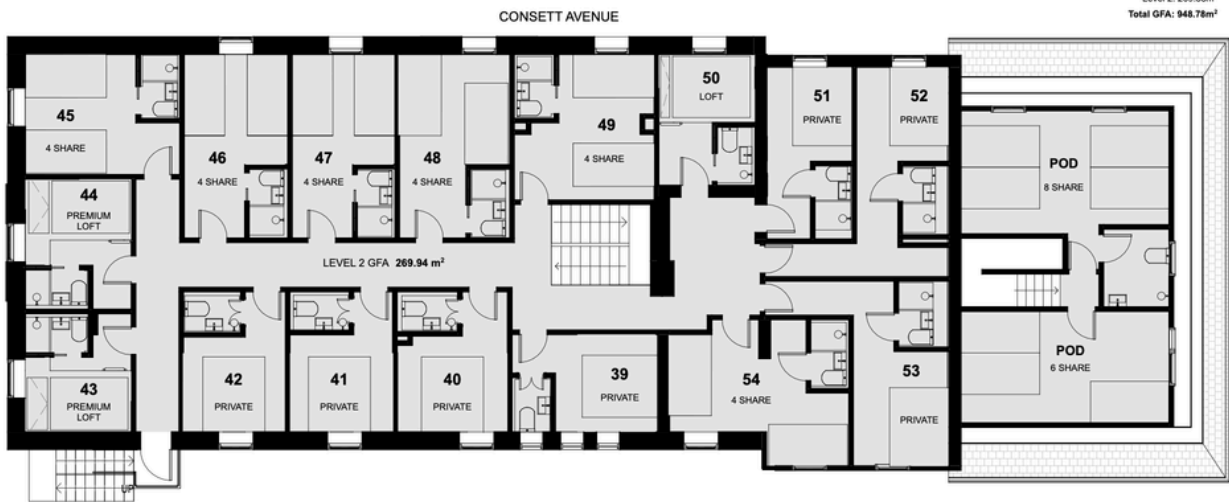 Total GFA: 948.78m²
CONSETT AVENUE
45
4 SHARE
46
4 SHARE
47
4 SHARE
48
4 SHARE
49
4 SHARE
50
LOFT
51
PRIVATE
52
PRIVATE
POD
8 SHARE
44
PREMIUM
LOFT
LEVEL 2 GFA 269.94 m²
43
PREMIUM
LOFT
42
PRIVATE
41
PRIVATE
40
PRIVATE
39
PRIVATE
54
4 SHARE
53
PRIVATE
POD
6 SHARE
UP